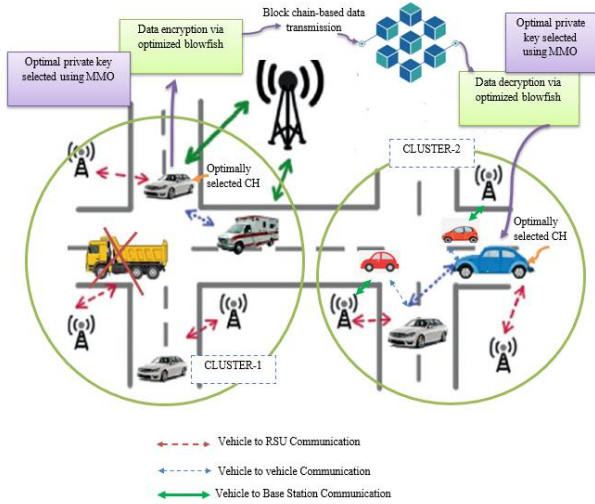 Data encryption via
optimized blowfish
Block chain-based data
transmission
Optimal private
key selected
using MMO
Optimal private
key selected using MMO
Data decryption via
optimized blowfish
CLUSTER-2
Optimally
selected CH
Optimally
selected CH
CLUSTER-1
Vehicle to RSU Communication
Vehicle to vehicle Communication
Vehicle to Base Station Communication